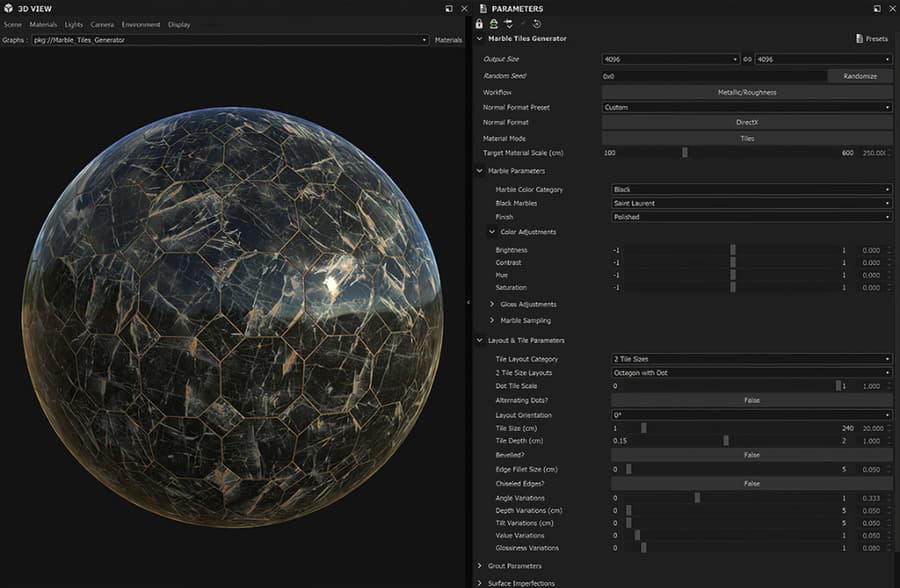 3D VIEW
Scene Materials Lights Camera Environment Display
Graphs : pkg://Marble_Tiles_Generator Materials
PARAMETERS
Marble Tiles Generator Presets
Output Size 4096 4096
Random Seed 0x0 Randomize
Workflow Metallic/Roughness
Normal Format Preset Custom
Normal Format DirectX
Material Mode Tiles
Target Material Scale (cm) 100 600 250.00
Marble Parameters
Marble Color Category Black
Black Marbles Saint Laurent
Finish Polished
Color Adjustments
Brightness -1 1 0.000
Contrast -1 1 0.000
Hue -1 1 0.000
Saturation -1 1 0.000
Gloss Adjustments
Marble Sampling
Layout & Tile Parameters
Tile Layout Category 2 Tile Sizes
2 Tile Size Layouts Octagon with Dot
Dot Tile Scale 0 1 1.000
Alternating Dots? False
Layout Orientation 0°
Tile Size (cm) 1 240 20.000
Tile Depth (cm) 0.15 2 1.000
Bevelled? False
Edge Fillet Size (cm) 0 5 0.050
Chiseled Edges? False
Angle Variations 0 1 0.333
Depth Variations (cm) 0 5 0.050
Tilt Variations (cm) 0 5 0.050
Value Variations 0 1 0.050
Glossiness Variations 0 1 0.080
Grout Parameters
Surface Imperfections